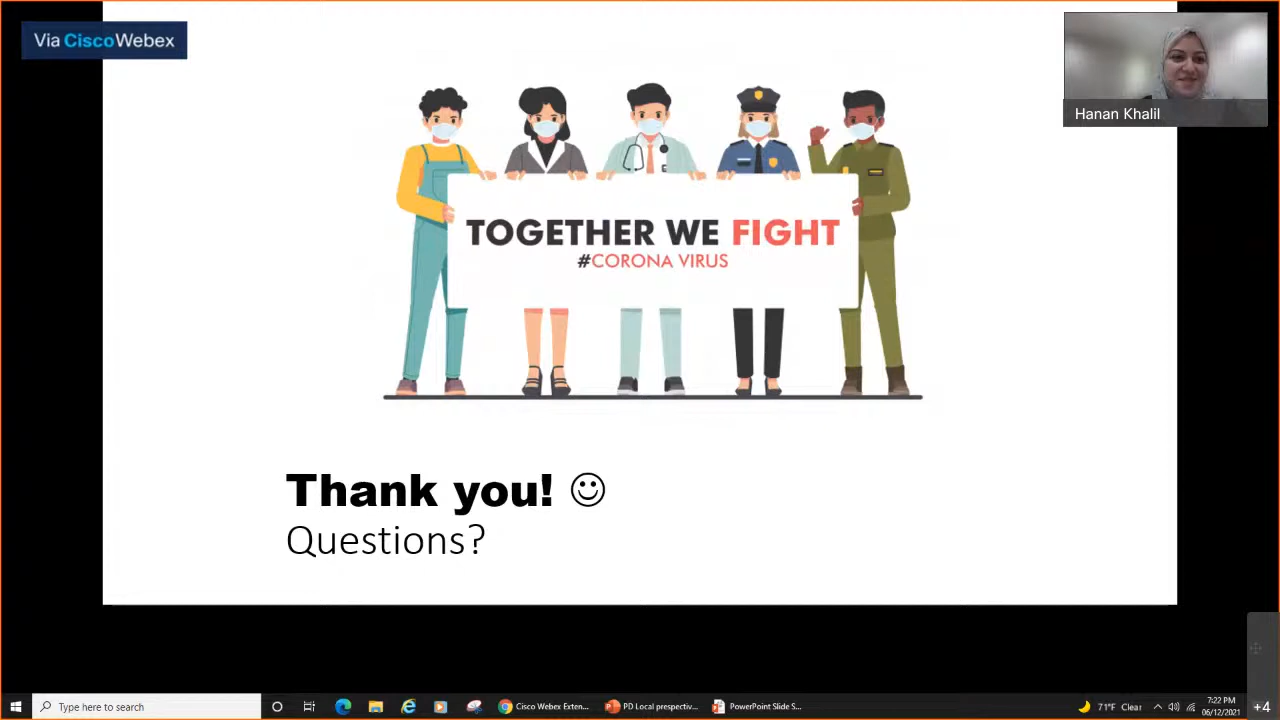 Via CiscoWebex
Hanan Khalil
TOGETHER WE FIGHT
#CORONA VIRUS
Thank you! ☺
Questions?
Type here to search
Cisco Webex Exten...
PD Local prespectiv...
PowerPoint Slide S...
71°F Clear
7:22 PM
06/12/2021
+4